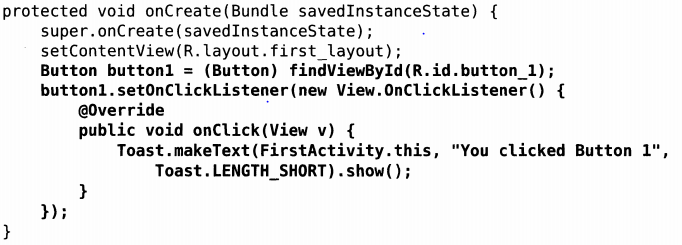 protected void onCreate(Bundle savedInstanceState) {
    super.onCreate(savedInstanceState);
    setContentView(R.layout.first_layout);
    Button button1 = (Button) findViewById(R.id.button_1);
    button1.setOnClickListener(new View.OnClickListener() {
        @Override
        public void onClick(View v) {
            Toast.makeText(FirstActivity.this, "You clicked Button 1",
                Toast.LENGTH_SHORT).show();
        }
    });
}